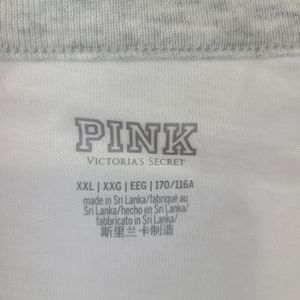 PINK
VICTORIA'S SECRET
XXL | XXG | EEG | 170/116A
made in Sri Lanka/fabriqué au
Sri Lanka/hecho en Sri Lanka/
fabbricato in Sri Lanka/
斯里兰卡制造